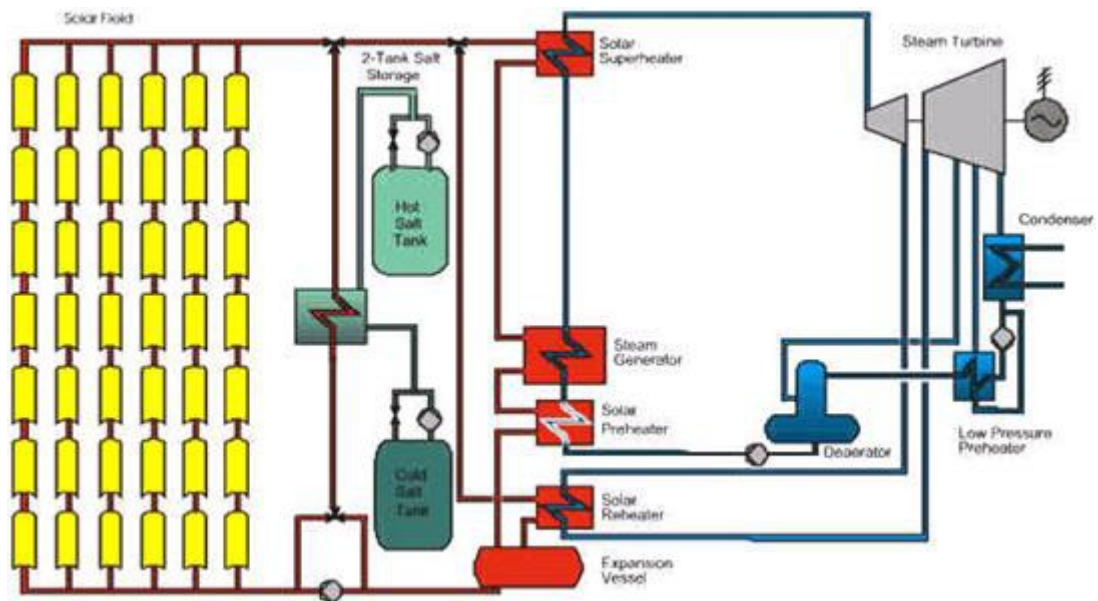 Solar Field
2-Tank Salt
Storage
Hot
Salt
Tank
Cold
Salt
Tank
Solar
Superheater
Steam Turbine
Condenser
Steam
Generator
Solar
Preheater
Deaerator
Low Pressure
Preheater
Solar
Reheater
Expansion
Vessel